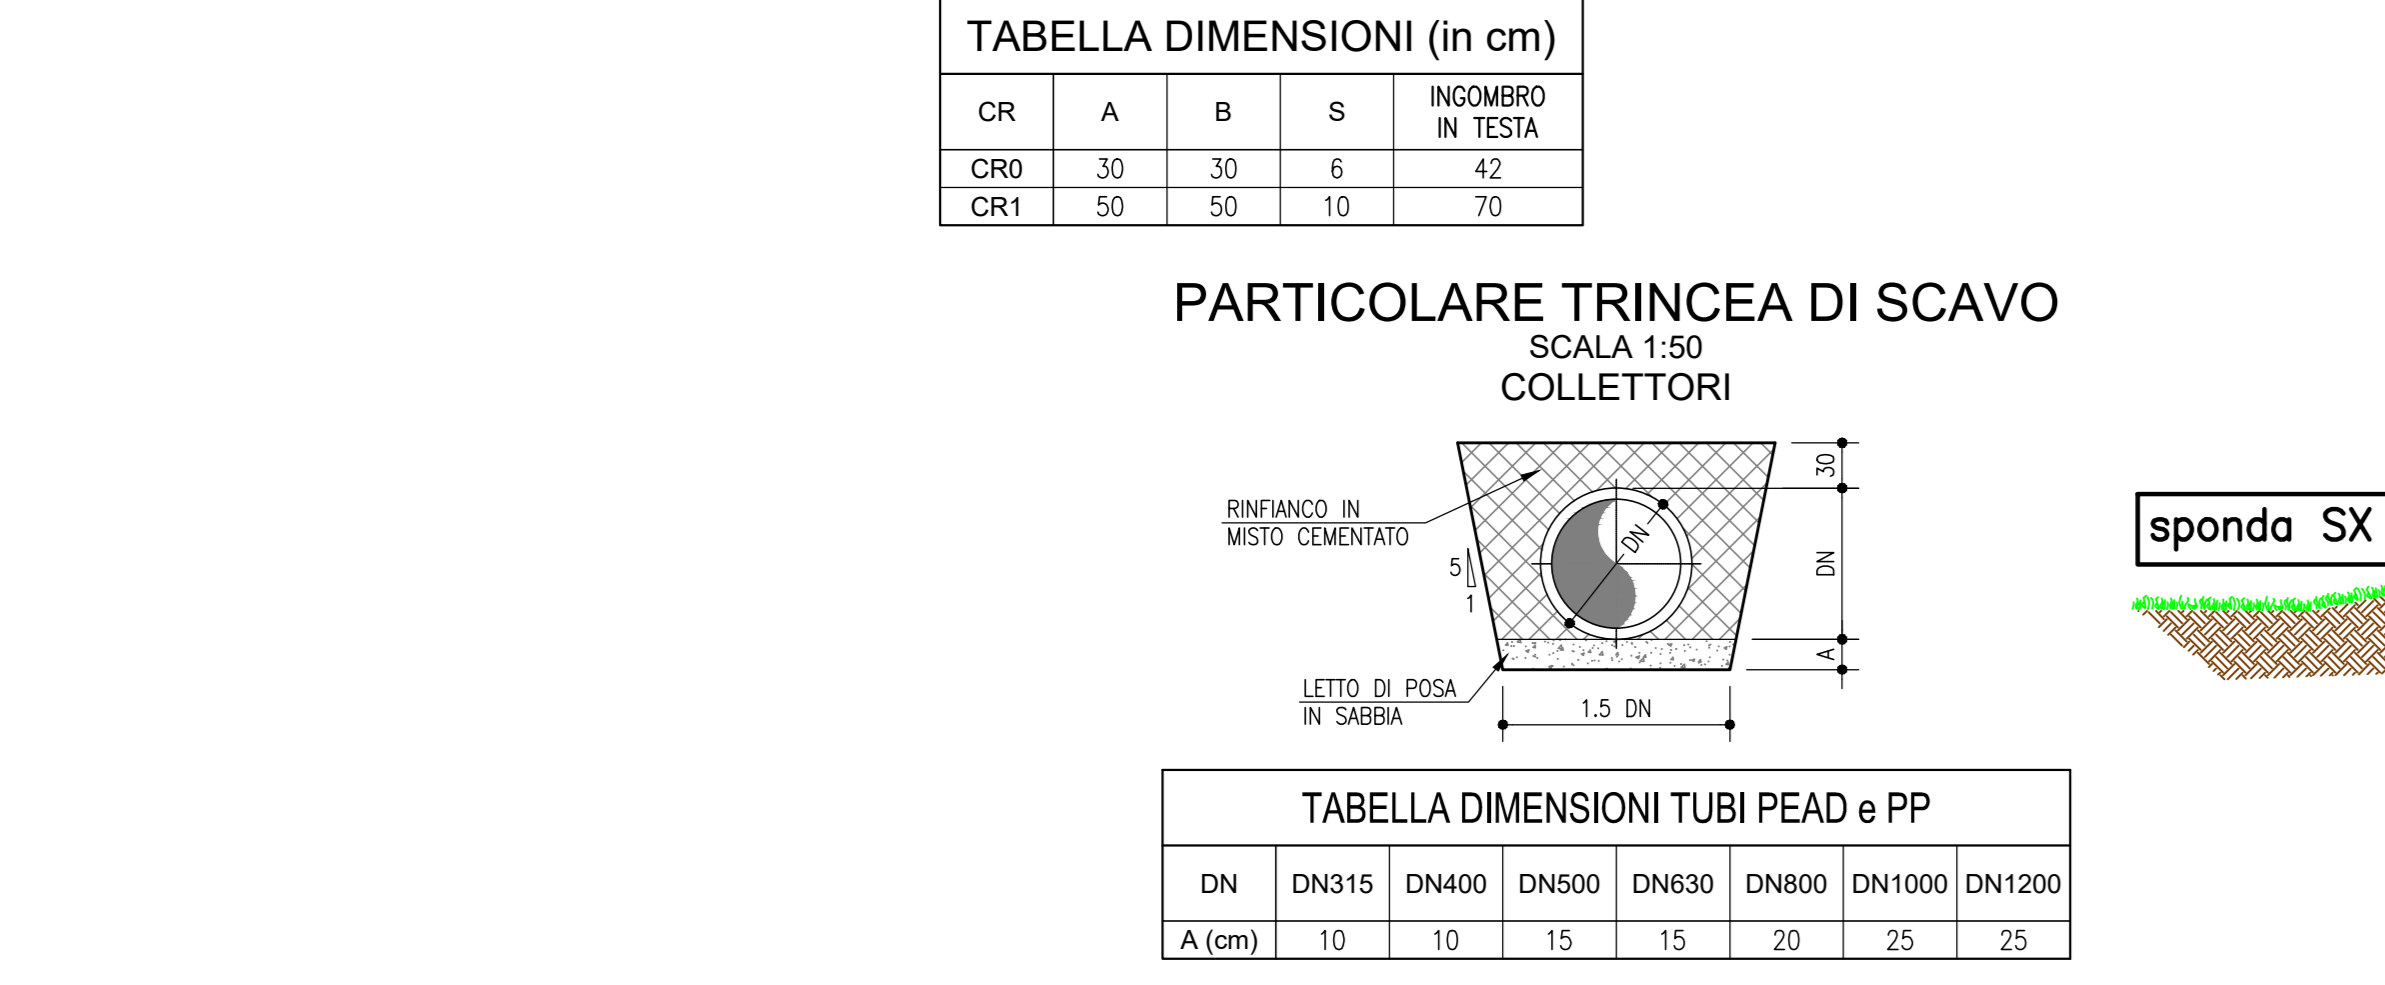 TABELLA DIMENSIONI (in cm)
CR A B S INGOMBRO IN TESTA
CR0 30 30 6 42
CR1 50 50 10 70
PARTICOLARE TRINCEA DI SCAVO
SCALA 1:50
COLLETTORI
RINFIANCO IN
MISTO CEMENTATO
5
1
DN
30
DN
A
LETTO DI POSA
IN SABBIA
1.5 DN
sponda SX
TABELLA DIMENSIONI TUBI PEAD e PP
DN DN315 DN400 DN500 DN630 DN800 DN1000 DN1200
A (cm) 10 10 15 15 20 25 25